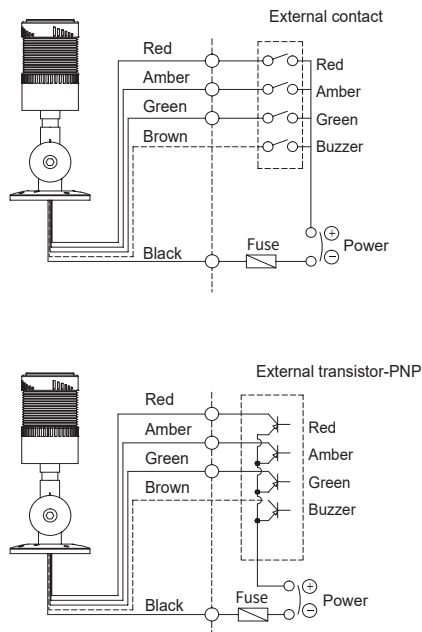 External contact
Red
Red
Amber
Amber
Green
Green
Brown
Buzzer
Black
Fuse
+
Power
−
External transistor-PNP
Red
Red
Amber
Amber
Green
Green
Brown
Buzzer
Black
Fuse
+
Power
−